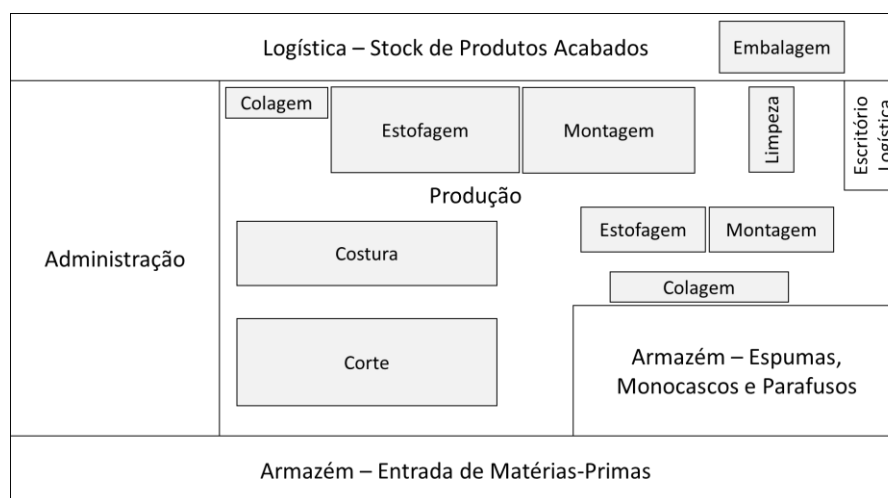 Logística – Stock de Produtos Acabados
Embalagem
Colagem
Estofagem
Montagem
Limpeza
Escritório
Logística
Produção
Administração
Costura
Estofagem
Montagem
Colagem
Corte
Armazém – Espumas,
Monocascos e Parafusos
Armazém – Entrada de Matérias-Primas